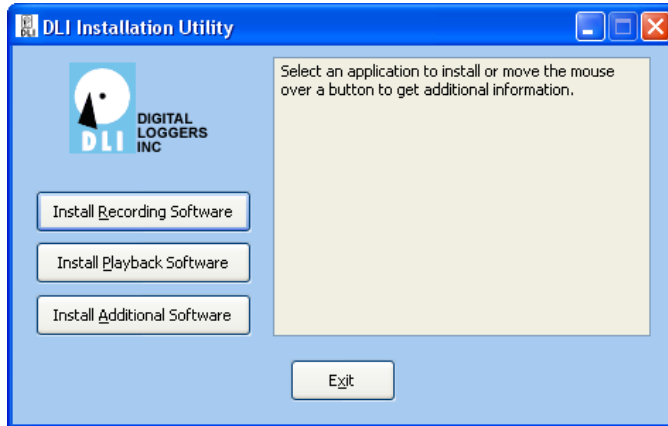 DLI Installation Utility
DLI
DIGITAL
LOGGERS
INC
Select an application to install or move the mouse
over a button to get additional information.
Install Recording Software
Install Playback Software
Install Additional Software
Exit